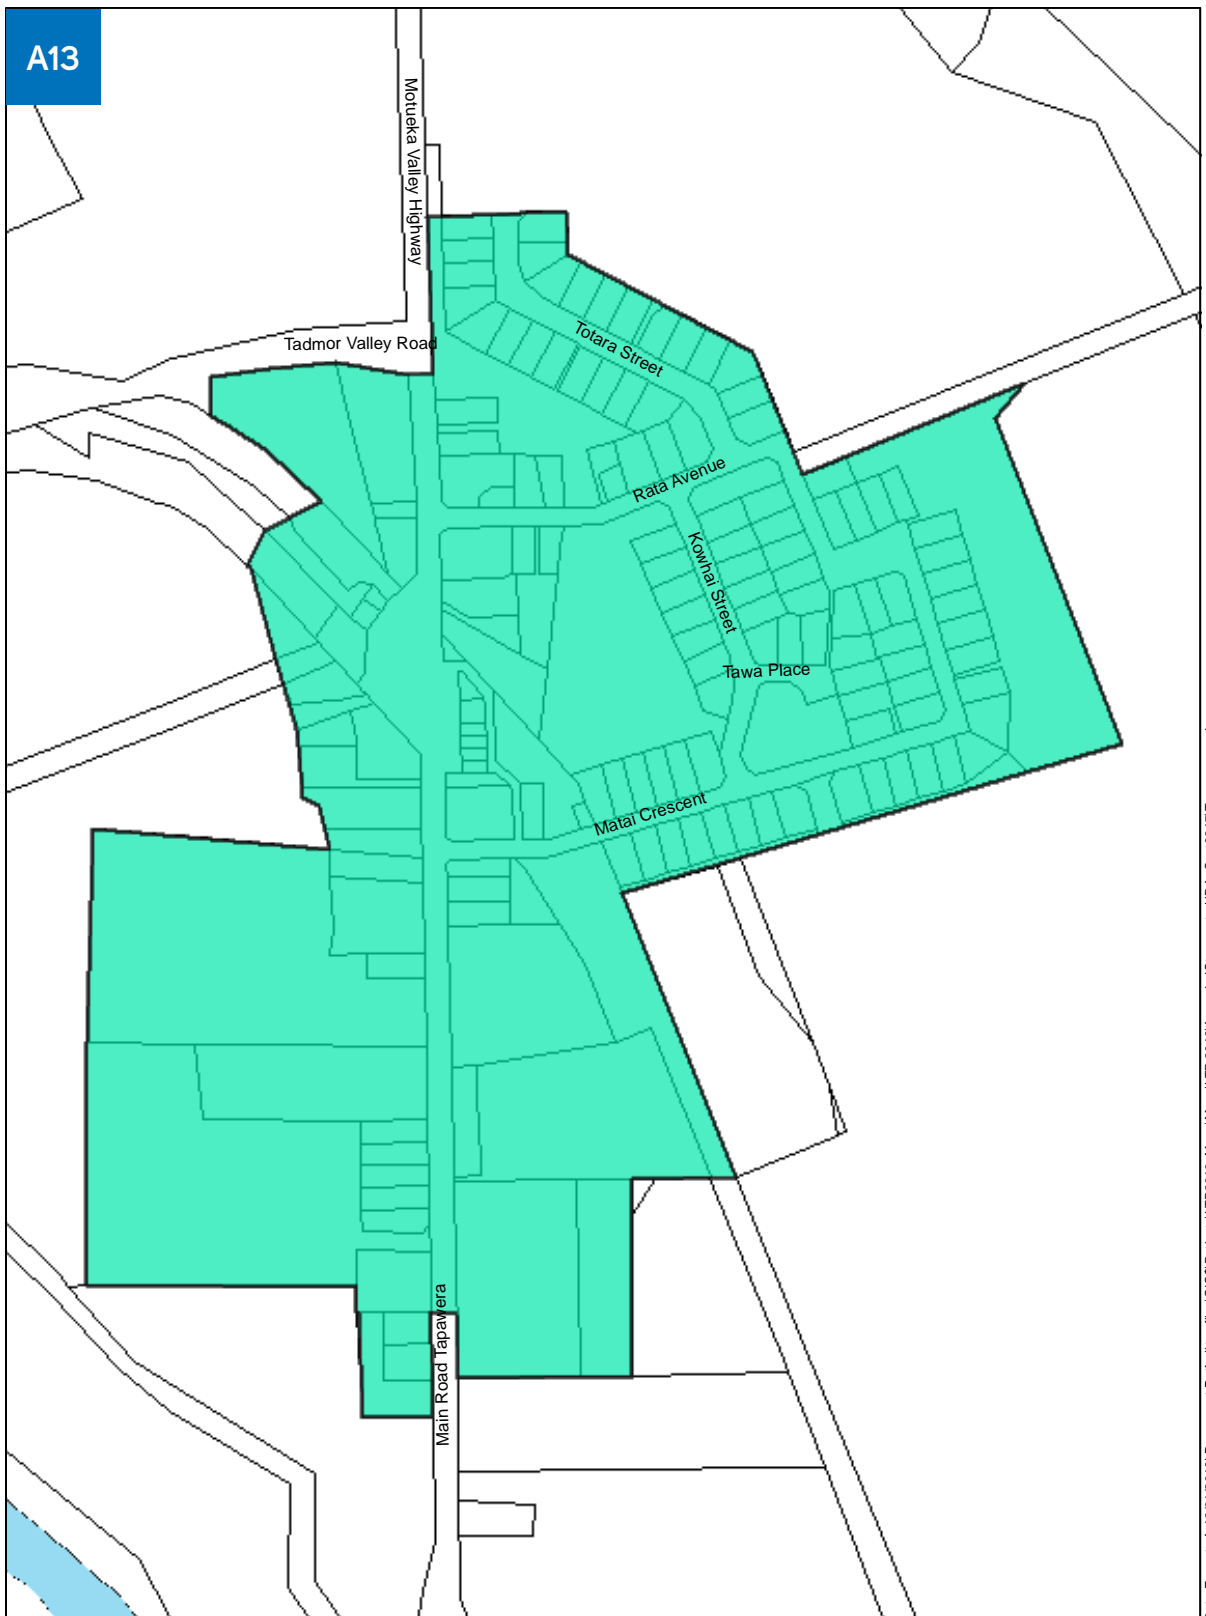 A13
Motueka Valley Highway
Tadmor Valley Road
Totara Street
Rata Avenue
Kowhai Street
Tawa Place
Matai Crescent
Main Road Tapawera